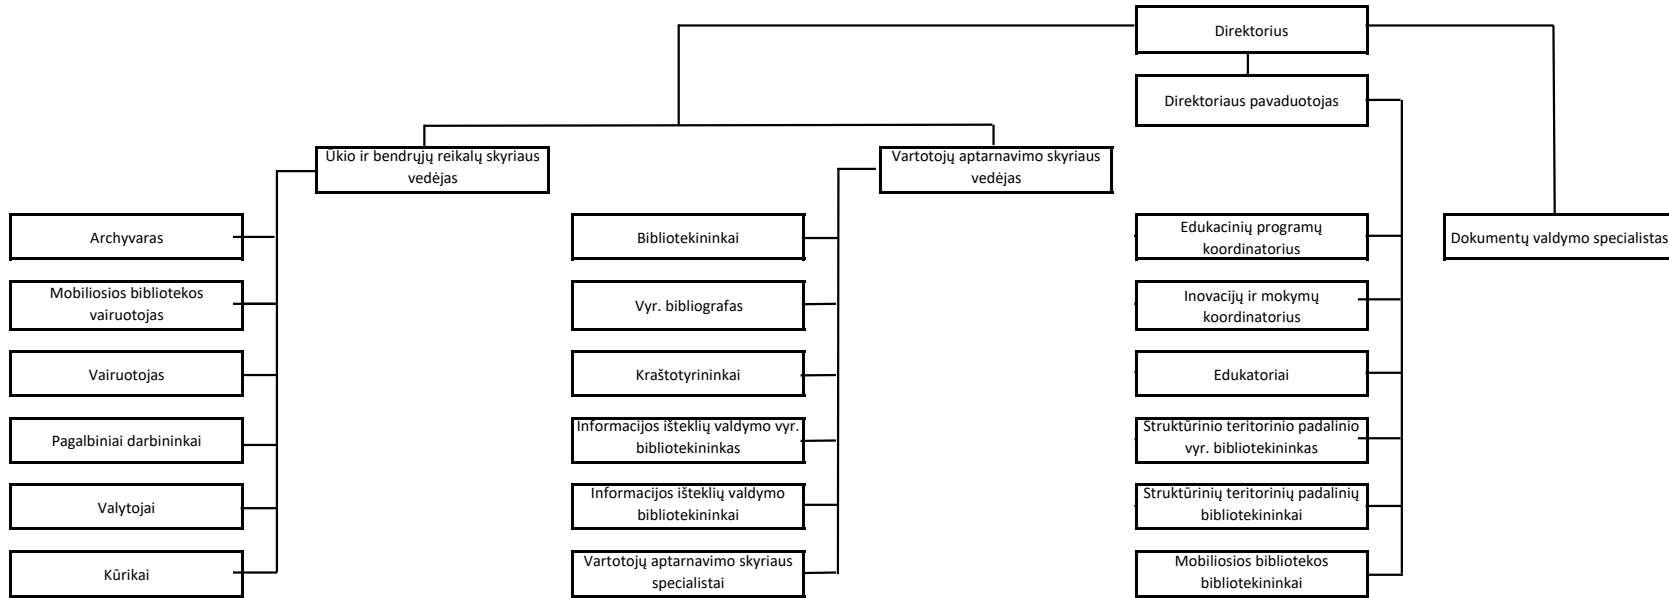 Direktorius
Direktoriaus pavaduotojas
Ūkio ir bendrųjų reikalų skyriaus
vedėjas
Vartotojų aptarnavimo skyriaus
vedėjas
Archyvaras
Bibliotekininkai
Edukacinių programų
koordinatorius
Dokumentų valdymo specialistas
Mobiliosios bibliotekos
vairuotojas
Vyr. bibliografas
Inovacijų ir mokymų
koordinatorius
Vairuotojas
Kraštotyrininkai
Edukatoriai
Pagalbiniai darbininkai
Informacijos išteklių valdymo vyr.
bibliotekininkas
Struktūrinio teritorinio padalinio
vyr. bibliotekininkas
Valytojai
Informacijos išteklių valdymo
bibliotekininkai
Struktūrinių teritorinių padalinių
bibliotekininkai
Kūrikai
Vartotojų aptarnavimo skyriaus
specialistai
Mobiliosios bibliotekos
bibliotekininkai